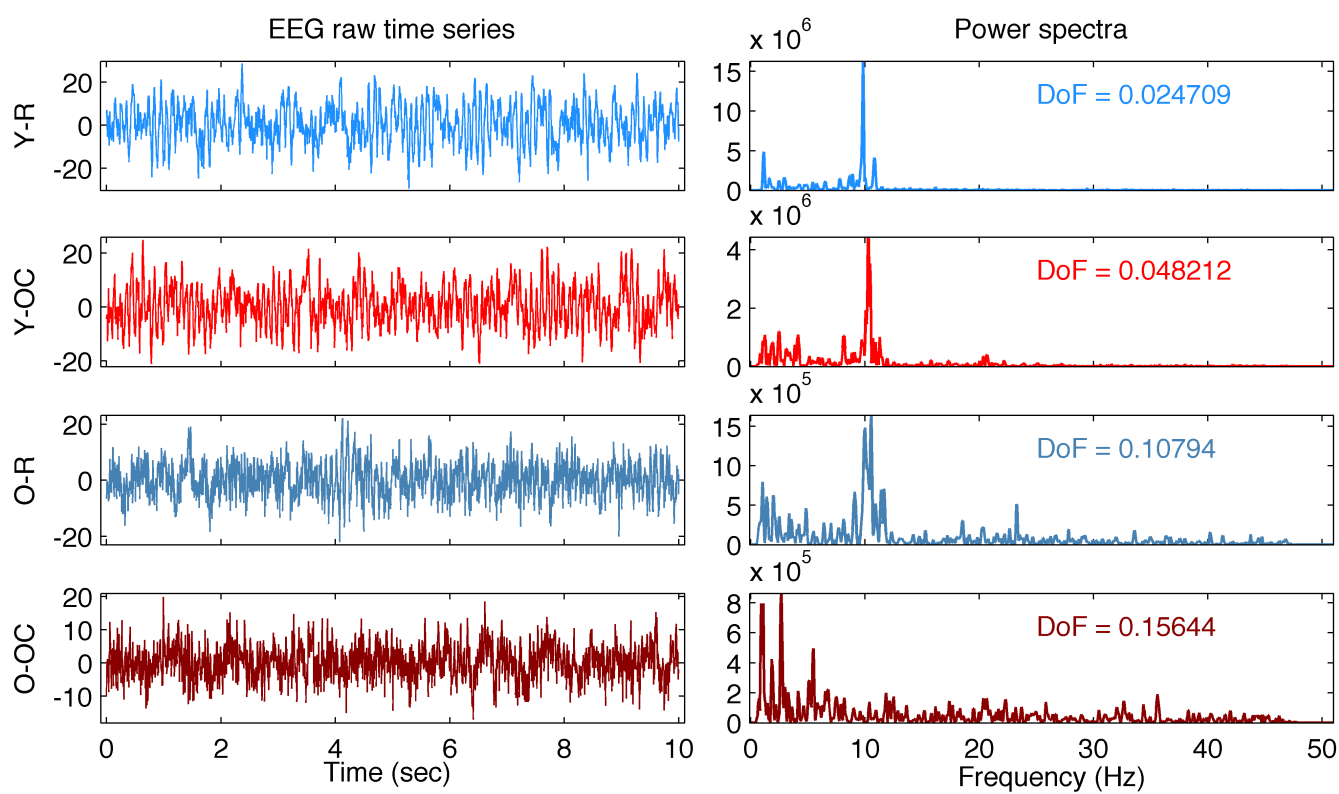 EEG raw time series
Power spectra
Y-R
20
0
-20
x 10^6
15
10
5
0
DoF = 0.024709
Y-OC
20
0
-20
x 10^6
4
2
0
DoF = 0.048212
O-R
20
0
-20
x 10^5
15
10
5
0
DoF = 0.10794
O-OC
20
10
0
-10
x 10^5
8
6
4
2
0
DoF = 0.15644
0 2 4 6 8 10
Time (sec)
0 10 20 30 40 50
Frequency (Hz)